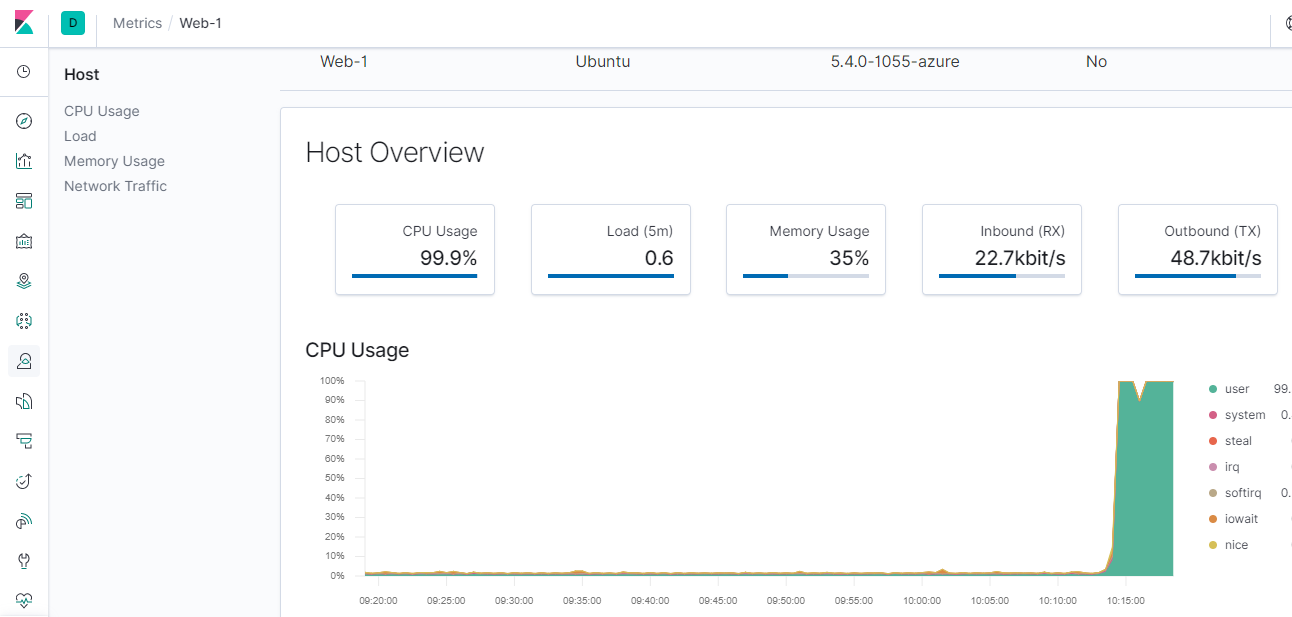 D Metrics / Web-1
Host
CPU Usage
Load
Memory Usage
Network Traffic
Web-1 Ubuntu 5.4.0-1055-azure No
Host Overview
CPU Usage
99.9%
Load (5m)
0.6
Memory Usage
35%
Inbound (RX)
22.7kbit/s
Outbound (TX)
48.7kbit/s
CPU Usage
100%
90%
80%
70%
60%
50%
40%
30%
20%
10%
0%
09:20:00 09:25:00 09:30:00 09:35:00 09:40:00 09:45:00 09:50:00 09:55:00 10:00:00 10:05:00 10:10:00 10:15:00
user 99.
system 0.
steal
irq
softirq 0.
iowait
nice